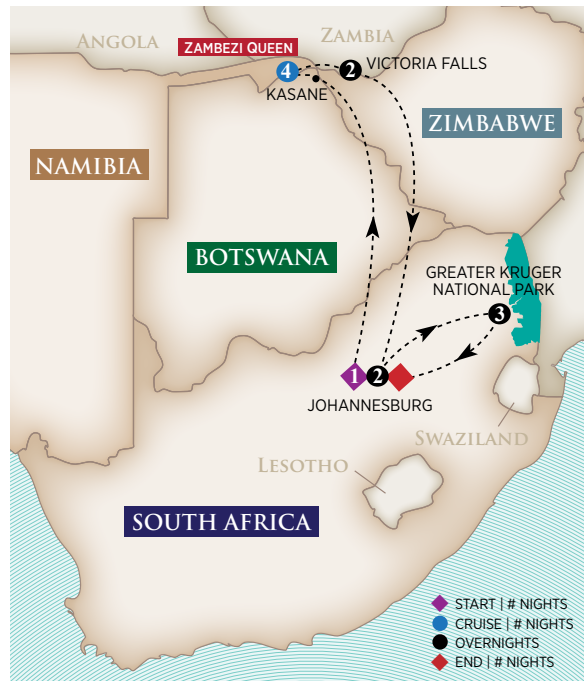 ANGOLA
ZAMBIA
ZAMBEZI QUEEN
4
2
VICTORIA FALLS
KASANE
ZIMBABWE
NAMIBIA
BOTSWANA
GREATER KRUGER
NATIONAL PARK
3
1
2
JOHANNESBURG
SWAZILAND
LESOTHO
SOUTH AFRICA
START | # NIGHTS
CRUISE | # NIGHTS
OVERNIGHTS
END | # NIGHTS